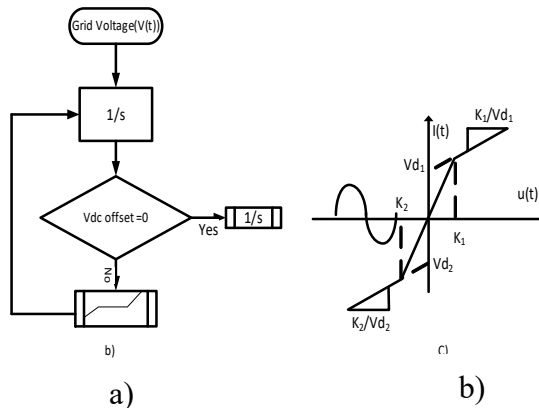 Grid Voltage(V(t))
1/s
Vdc offset =0
Yes
1/s
No
b)
a)
K₁/Vd₁
I(t)
Vd₁
K₂
u(t)
K₁
Vd₂
K₂/Vd₂
C)
b)